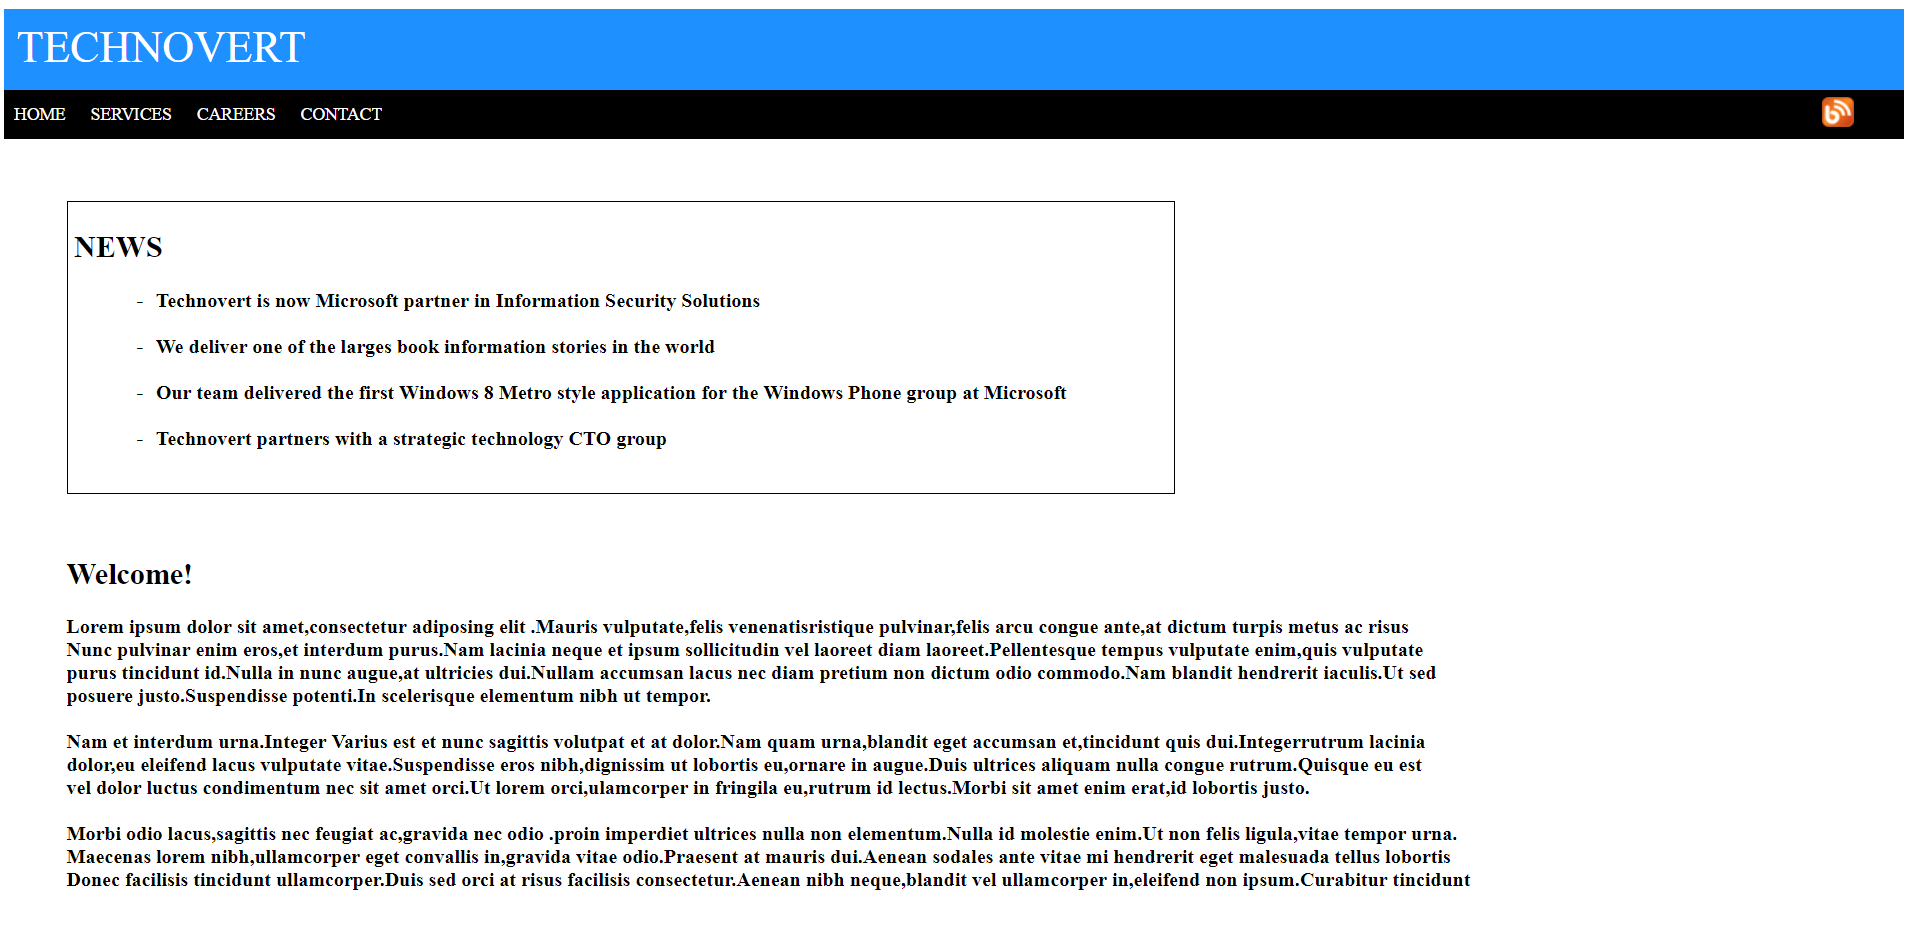 TECHNOVERT
HOME SERVICES CAREERS CONTACT
NEWS
- Technovert is now Microsoft partner in Information Security Solutions
- We deliver one of the larges book information stories in the world
- Our team delivered the first Windows 8 Metro style application for the Windows Phone group at Microsoft
- Technovert partners with a strategic technology CTO group
Welcome!
Lorem ipsum dolor sit amet,consectetur adiposing elit .Mauris vulputate,felis venenatisristique pulvinar,felis arcu congue ante,at dictum turpis metus ac risus
Nunc pulvinar enim eros,et interdum purus.Nam lacinia neque et ipsum sollicitudin vel laoreet diam laoreet.Pellentesque tempus vulputate enim,quis vulputate
purus tincidunt id.Nulla in nunc augue,at ultricies dui.Nullam accumsan lacus nec diam pretium non dictum odio commodo.Nam blandit hendrerit iaculis.Ut sed
posuere justo.Suspendisse potenti.In scelerisque elementum nibh ut tempor.
Nam et interdum urna.Integer Varius est et nunc sagittis volutpat et at dolor.Nam quam urna,blandit eget accumsan et,tincidunt quis dui.Integerrutrum lacinia
dolor,eu eleifend lacus vulputate vitae.Suspendisse eros nibh,dignissim ut lobortis eu,ornare in augue.Duis ultrices aliquam nulla congue rutrum.Quisque eu est
vel dolor luctus condimentum nec sit amet orci.Ut lorem orci,ulamcorper in fringila eu,rutrum id lectus.Morbi sit amet enim erat,id lobortis justo.
Morbi odio lacus,sagittis nec feugiat ac,gravida nec odio .proin imperdiet ultrices nulla non elementum.Nulla id molestie enim.Ut non felis ligula,vitae tempor urna.
Maecenas lorem nibh,ullamcorper eget convallis in,gravida vitae odio.Praesent at mauris dui.Aenean sodales ante vitae mi hendrerit eget malesuada tellus lobortis
Donec facilisis tincidunt ullamcorper.Duis sed orci at risus facilisis consectetur.Aenean nibh neque,blandit vel ullamcorper in,eleifend non ipsum.Curabitur tincidunt